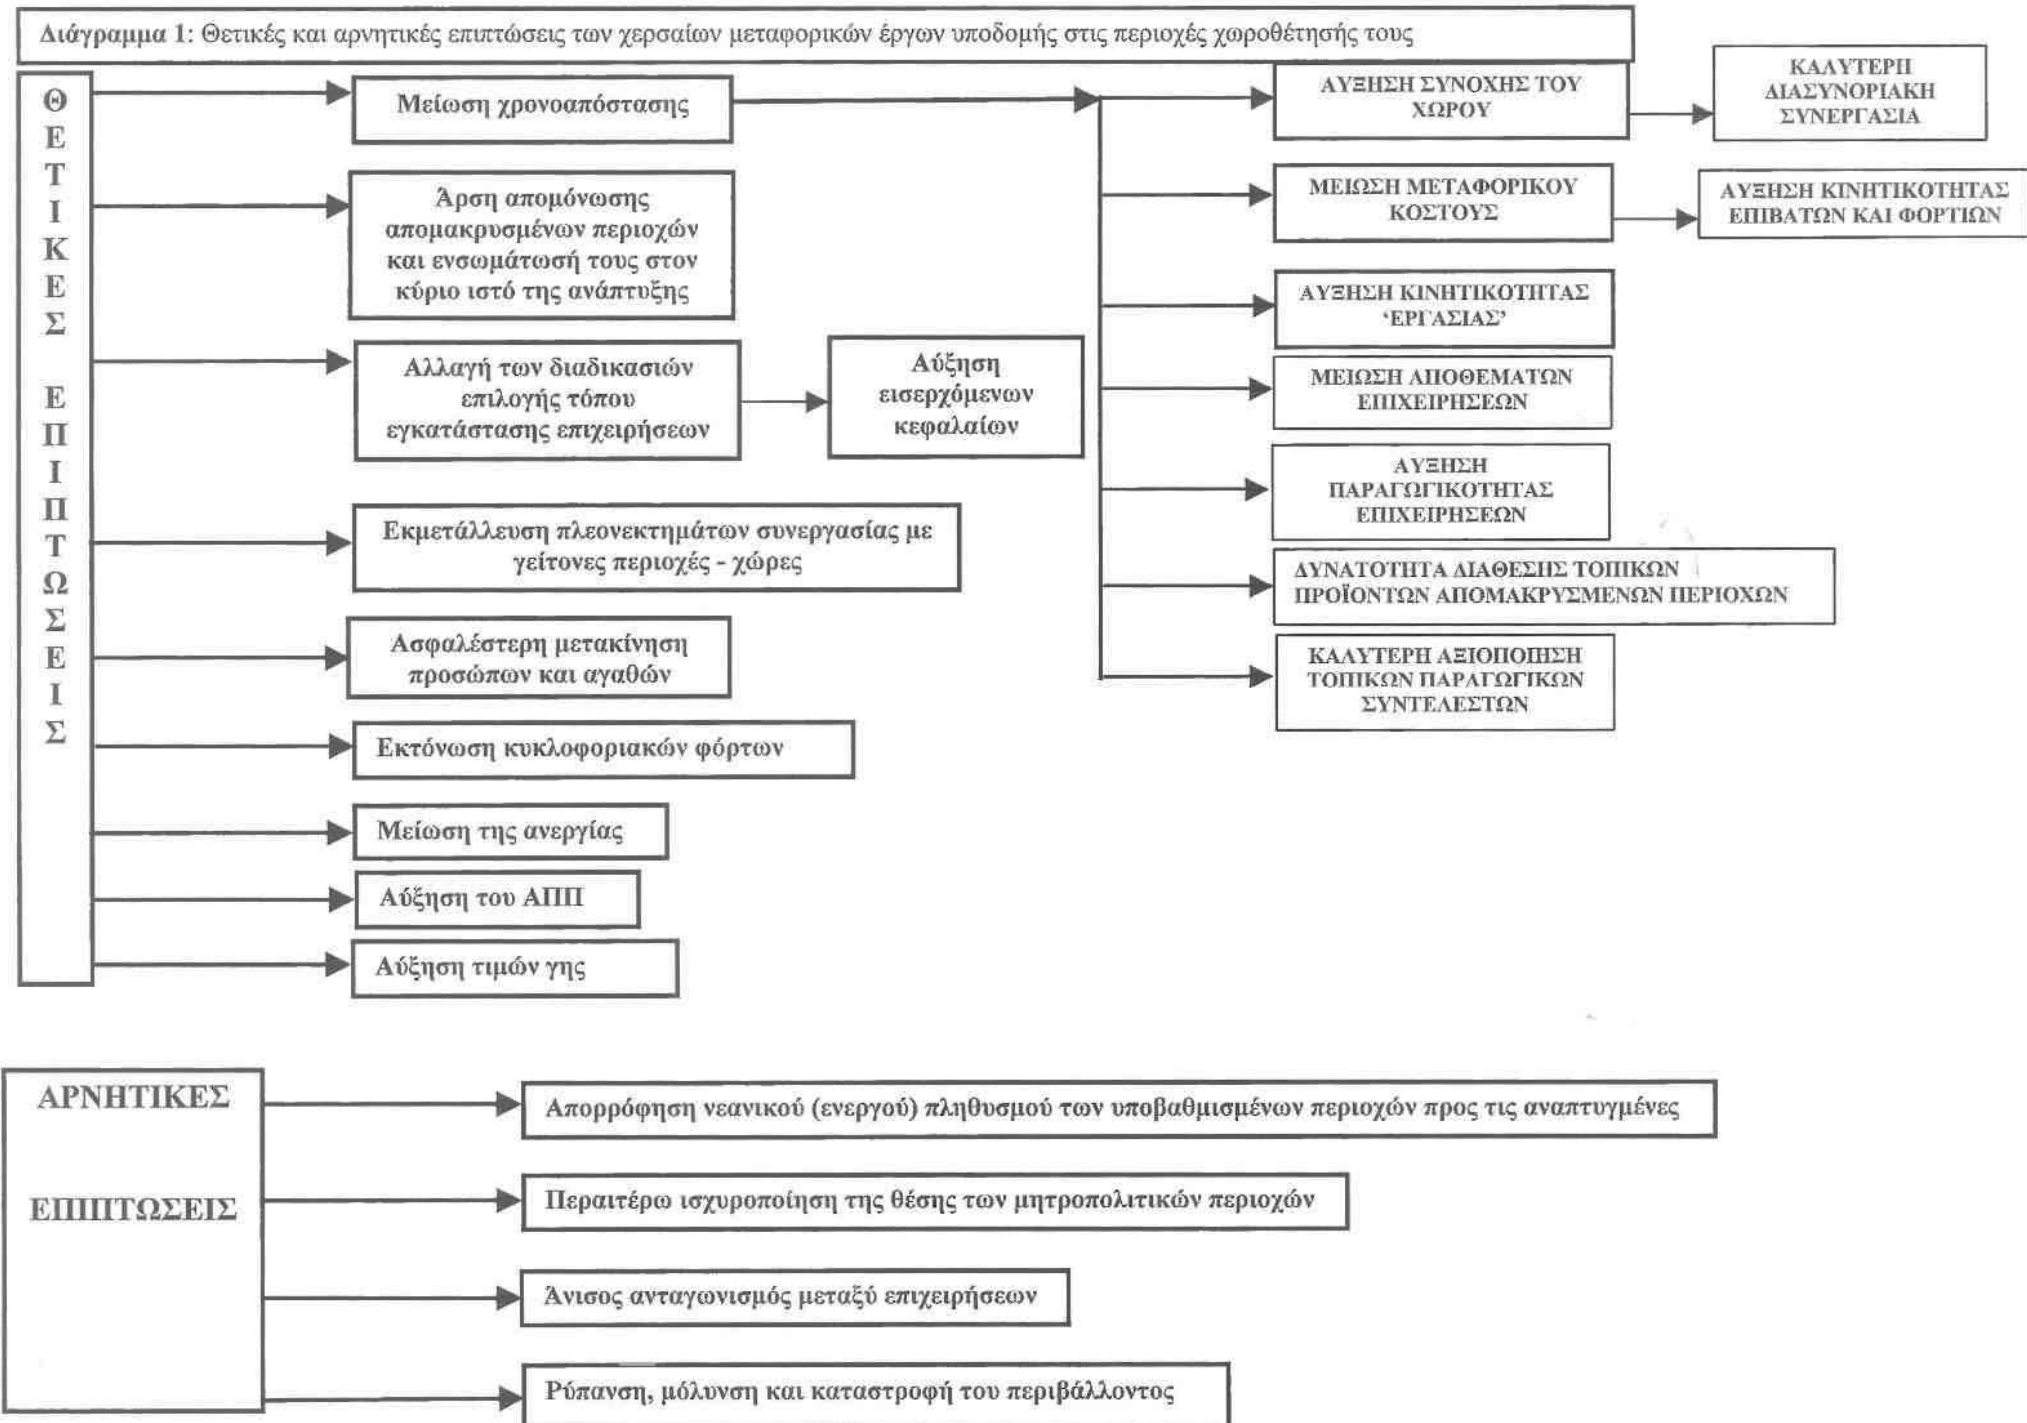 Διάγραμμα 1: Θετικές και αρνητικές επιπτώσεις των χερσαίων μεταφορικών έργων υποδομής στις περιοχές χωροθέτησής τους
ΘΕΤΙΚΕΣ ΕΠΙΠΤΩΣΕΙΣ
Μείωση χρονοαπόστασης
Άρση απομόνωσης
απομακρυσμένων περιοχών
και ενσωμάτωσή τους στον
κύριο ιστό της ανάπτυξης
Αλλαγή των διαδικασιών
επιλογής τόπου
εγκατάστασης επιχειρήσεων
Αύξηση
εισερχόμενων
κεφαλαίων
Εκμετάλλευση πλεονεκτημάτων συνεργασίας με
γείτονες περιοχές - χώρες
Ασφαλέστερη μετακίνηση
προσώπων και αγαθών
Εκτόνωση κυκλοφοριακών φόρτων
Μείωση της ανεργίας
Αύξηση του ΑΠΠ
Αύξηση τιμών γης
ΑΥΞΗΣΗ ΣΥΝΟΧΗΣ ΤΟΥ
ΧΩΡΟΥ
ΚΑΛΥΤΕΡΗ
ΔΙΑΣΥΝΟΡΙΑΚΗ
ΣΥΝΕΡΓΑΣΙΑ
ΜΕΙΩΣΗ ΜΕΤΑΦΟΡΙΚΟΥ
ΚΟΣΤΟΥΣ
ΑΥΞΗΣΗ ΚΙΝΗΤΙΚΟΤΗΤΑΣ
ΕΠΙΒΑΤΩΝ ΚΑΙ ΦΟΡΤΙΩΝ
ΑΥΞΗΣΗ ΚΙΝΗΤΙΚΟΤΗΤΑΣ
‘ΕΡΓΑΣΙΑΣ’
ΜΕΙΩΣΗ ΑΠΟΘΕΜΑΤΩΝ
ΕΠΙΧΕΙΡΗΣΕΩΝ
ΑΥΞΗΣΗ
ΠΑΡΑΓΩΓΙΚΟΤΗΤΑΣ
ΕΠΙΧΕΙΡΗΣΕΩΝ
ΔΥΝΑΤΟΤΗΤΑ ΔΙΑΘΕΣΗΣ ΤΟΠΙΚΩΝ
ΠΡΟΪΟΝΤΩΝ ΑΠΟΜΑΚΡΥΣΜΕΝΩΝ ΠΕΡΙΟΧΩΝ
ΚΑΛΥΤΕΡΗ ΑΞΙΟΠΟΙΗΣΗ
ΤΟΠΙΚΩΝ ΠΑΡΑΓΩΓΙΚΩΝ
ΣΥΝΤΕΛΕΣΤΩΝ
ΑΡΝΗΤΙΚΕΣ
ΕΠΙΠΤΩΣΕΙΣ
Απορρόφηση νεανικού (ενεργού) πληθυσμού των υποβαθμισμένων περιοχών προς τις αναπτυγμένες
Περαιτέρω ισχυροποίηση της θέσης των μητροπολιτικών περιοχών
Άνισος ανταγωνισμός μεταξύ επιχειρήσεων
Ρύπανση, μόλυνση και καταστροφή του περιβάλλοντος